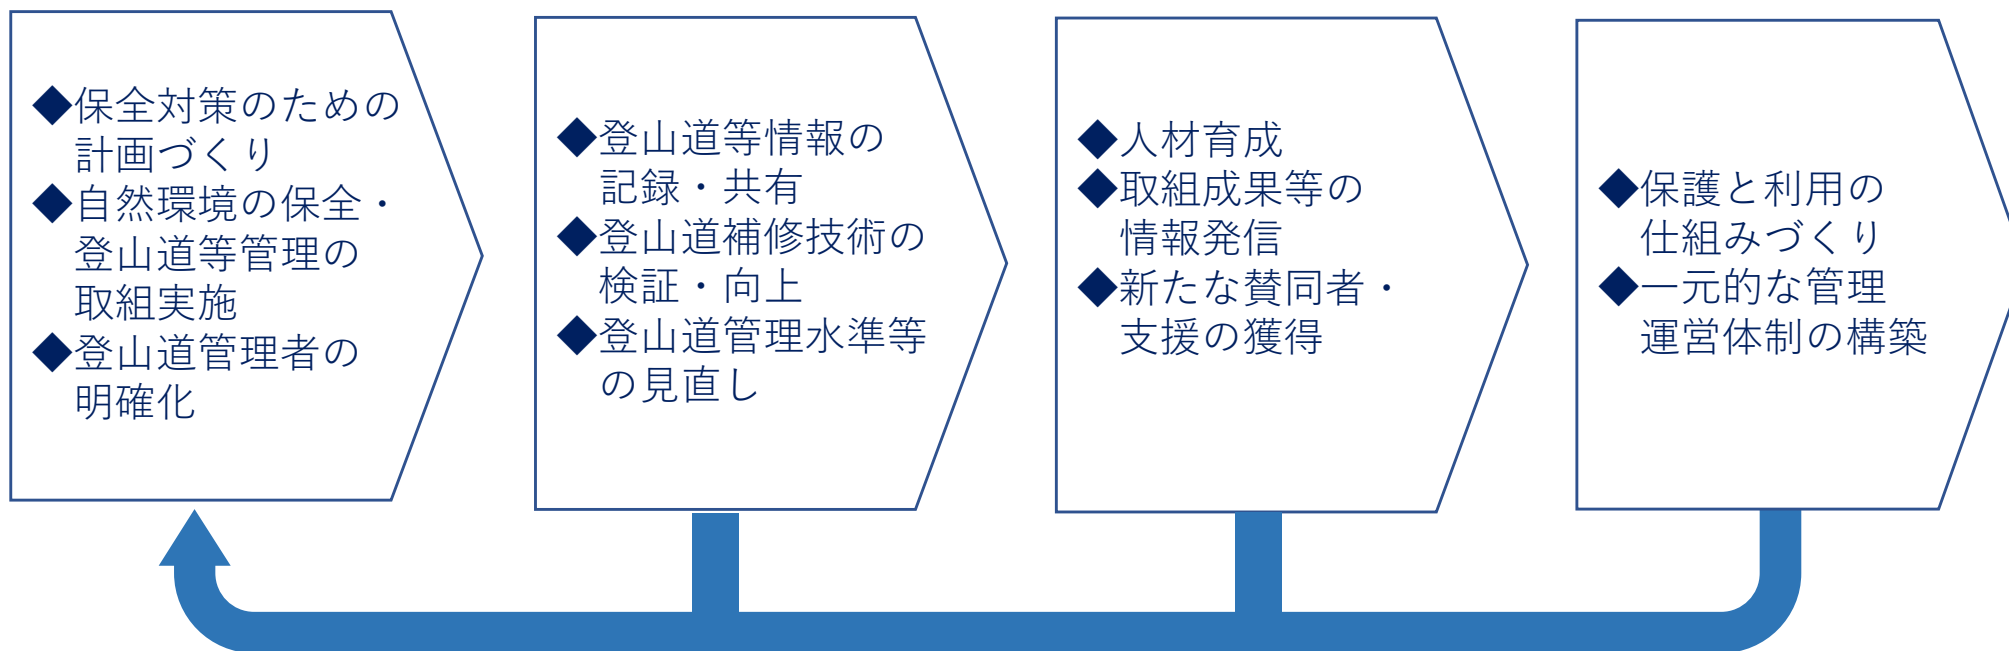 ◆保全対策のための
計画づくり
◆自然環境の保全・
登山道等管理の
取組実施
◆登山道管理者の
明確化
◆登山道等情報の
記録・共有
◆登山道補修技術の
検証・向上
◆登山道管理水準等
の見直し
◆人材育成
◆取組成果等の
情報発信
◆新たな賛同者・
支援の獲得
◆保護と利用の
仕組みづくり
◆一元的な管理
運営体制の構築